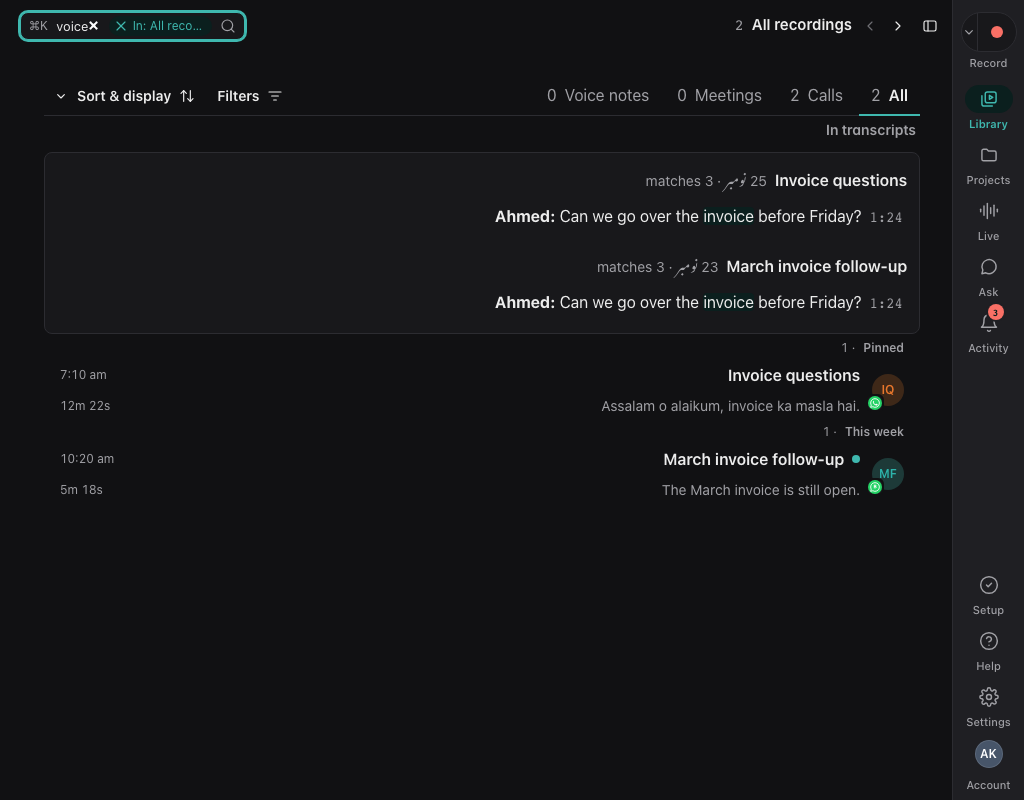 ⌘K voice In: All reco...
2 All recordings
Record
Sort & display Filters
0 Voice notes 0 Meetings 2 Calls 2 All
Library
In transcripts
Projects
Invoice questions 25 نومبر · 3 matches
Ahmed: Can we go over the invoice before Friday? 1:24
Live
March invoice follow-up 23 نومبر · 3 matches
Ahmed: Can we go over the invoice before Friday? 1:24
Ask
3
Activity
Pinned · 1
Invoice questions 7:10 am
IQ
Assalam o alaikum, invoice ka masla hai. 12m 22s
This week · 1
March invoice follow-up 10:20 am
MF
The March invoice is still open. 5m 18s
Setup
Help
Settings
AK
Account